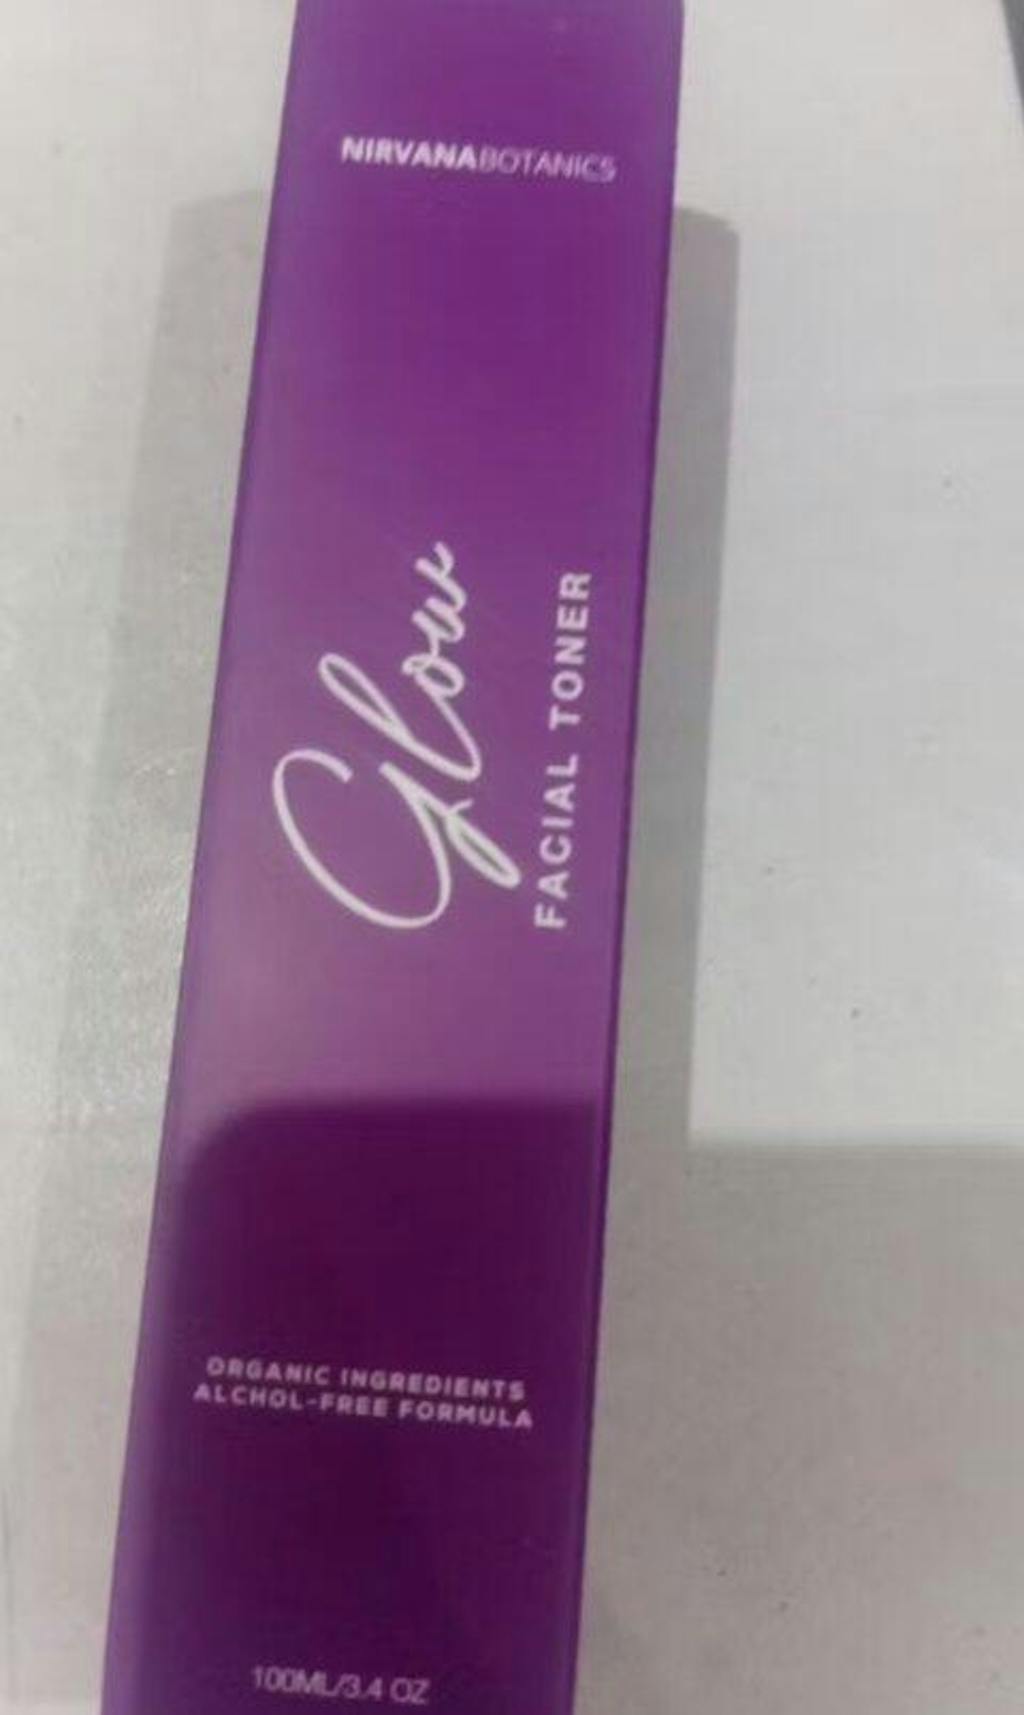 NIRVANABOTANICS
Glow
FACIAL TONER
ORGANIC INGREDIENTS
ALCHOL-FREE FORMULA
100ML/3.4 OZ